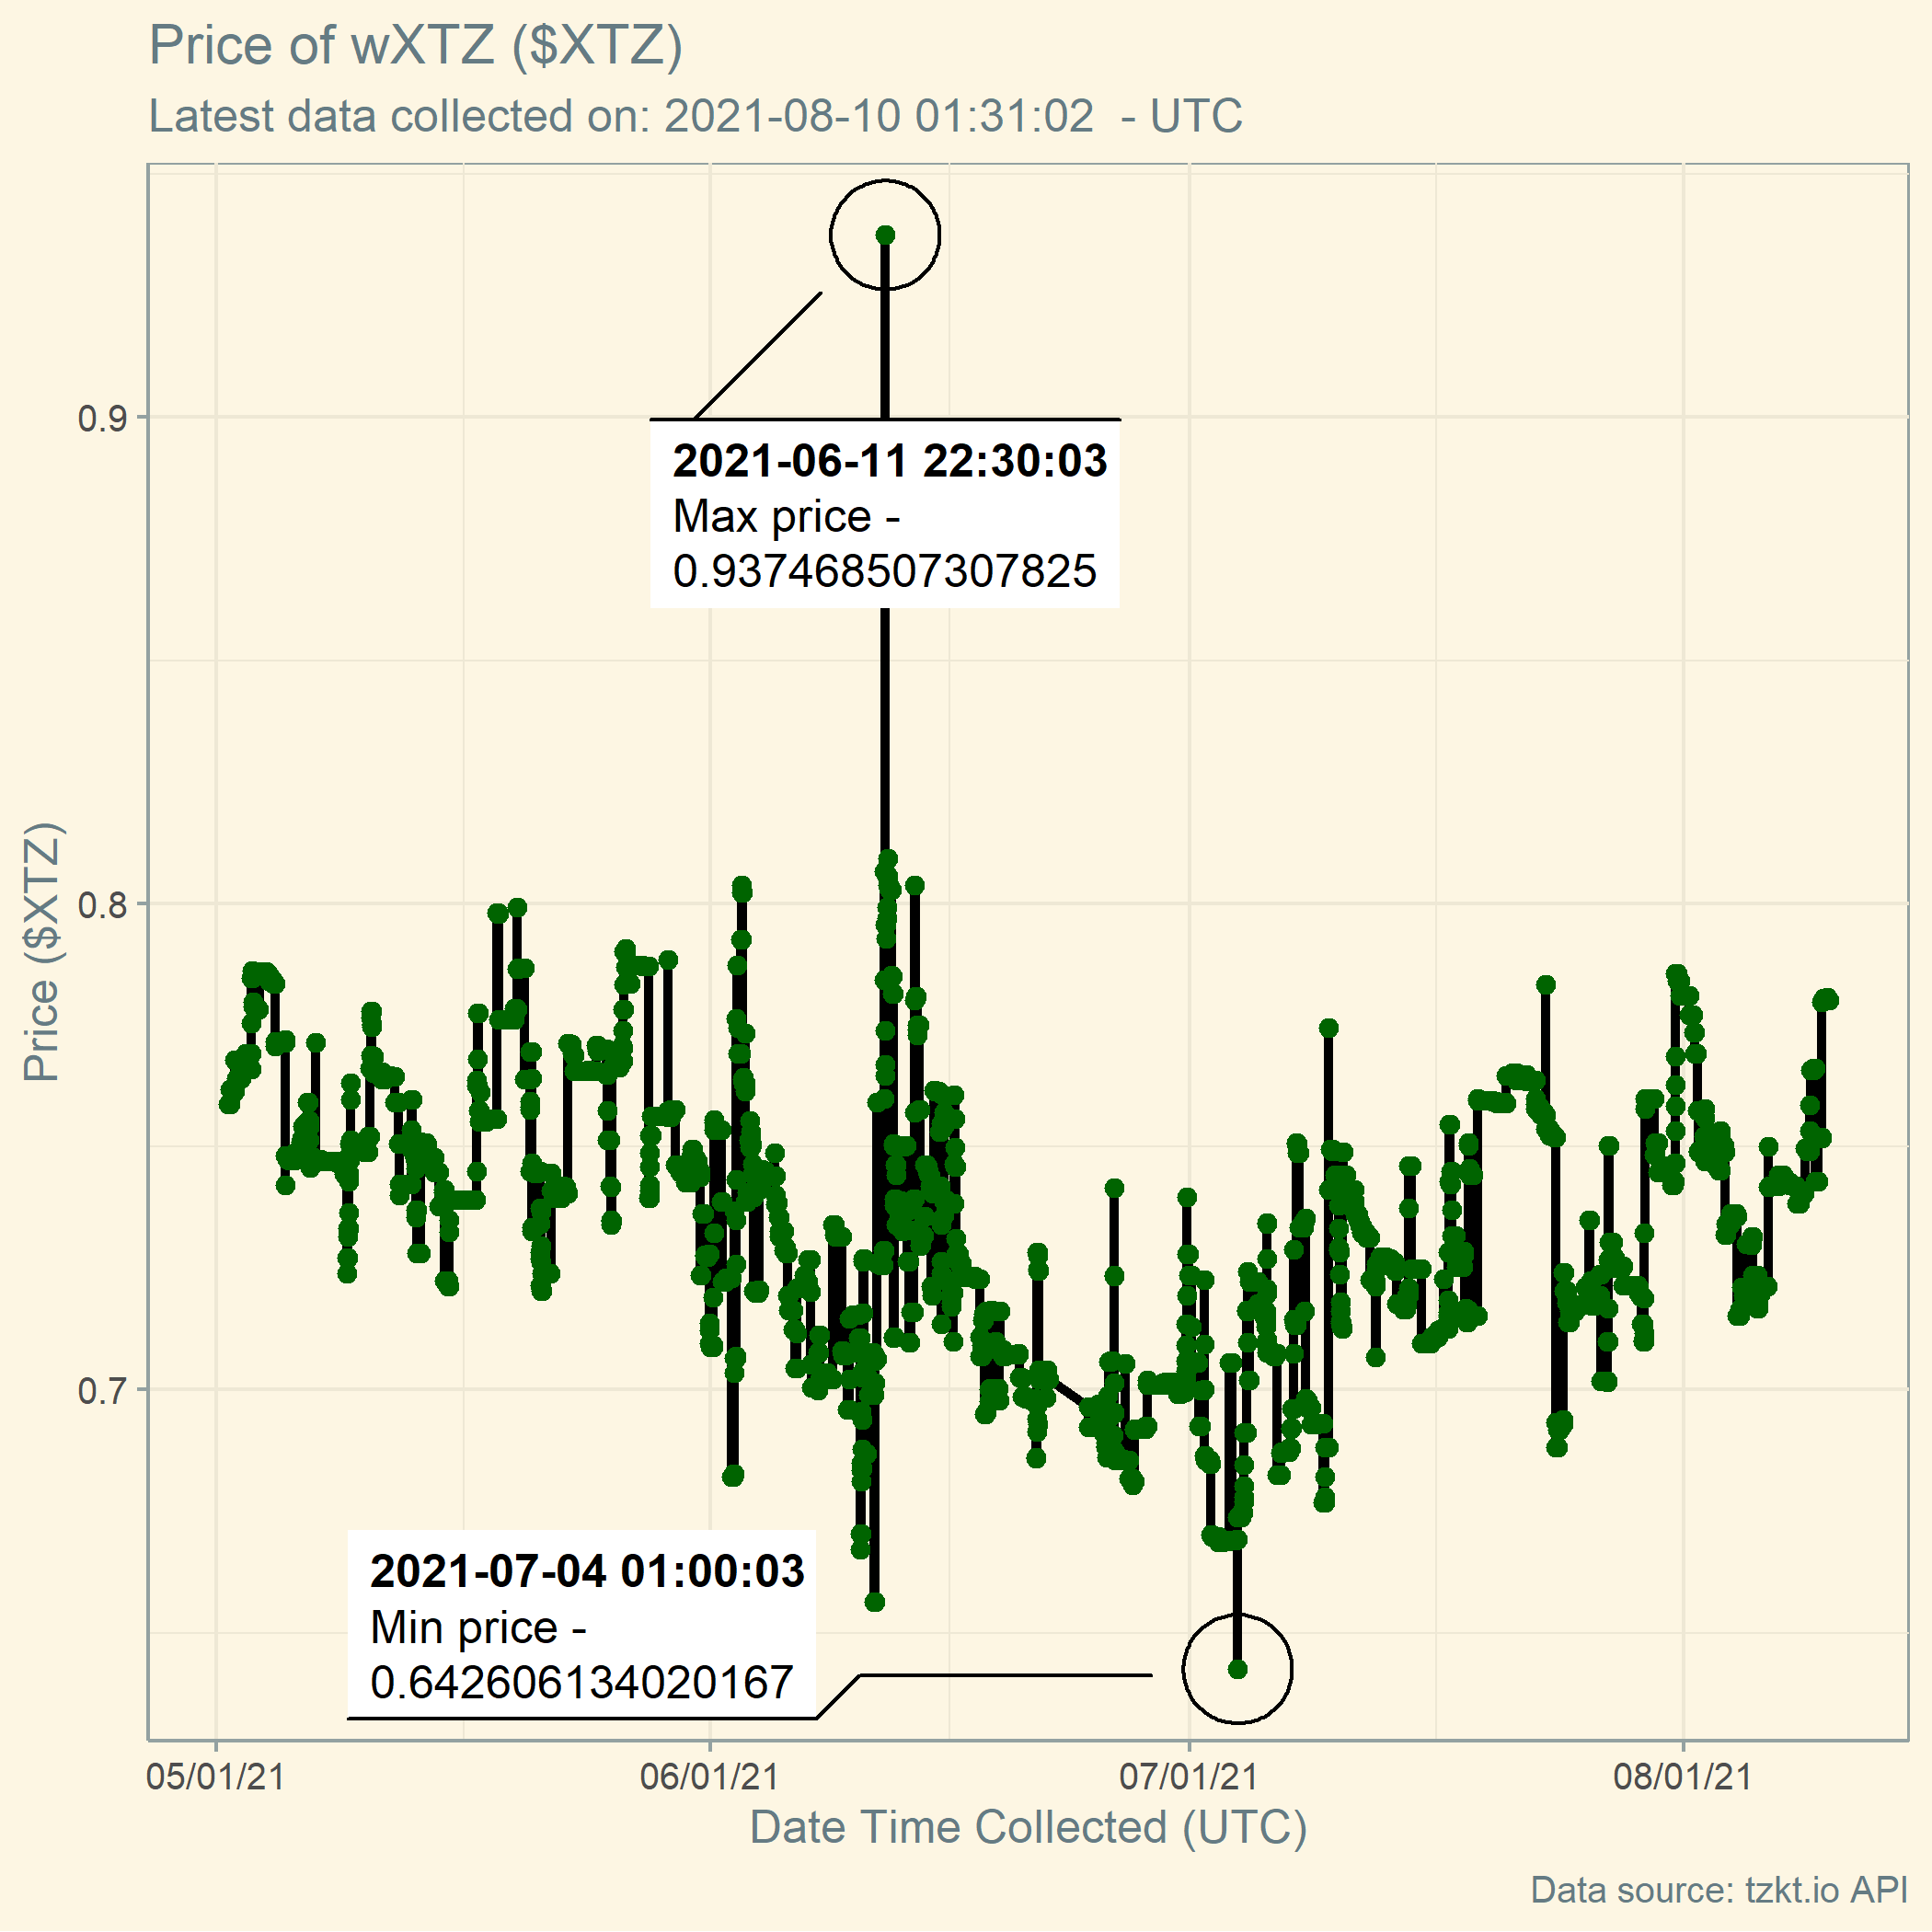 Price of wXTZ ($XTZ)
Latest data collected on: 2021-08-10 01:31:02  - UTC
2021-06-11 22:30:03
Max price -
0.937468507307825
2021-07-04 01:00:03
Min price -
0.642606134020167
Price ($XTZ)
0.9
0.8
0.7
05/01/21
06/01/21
07/01/21
08/01/21
Date Time Collected (UTC)
Data source: tzkt.io API